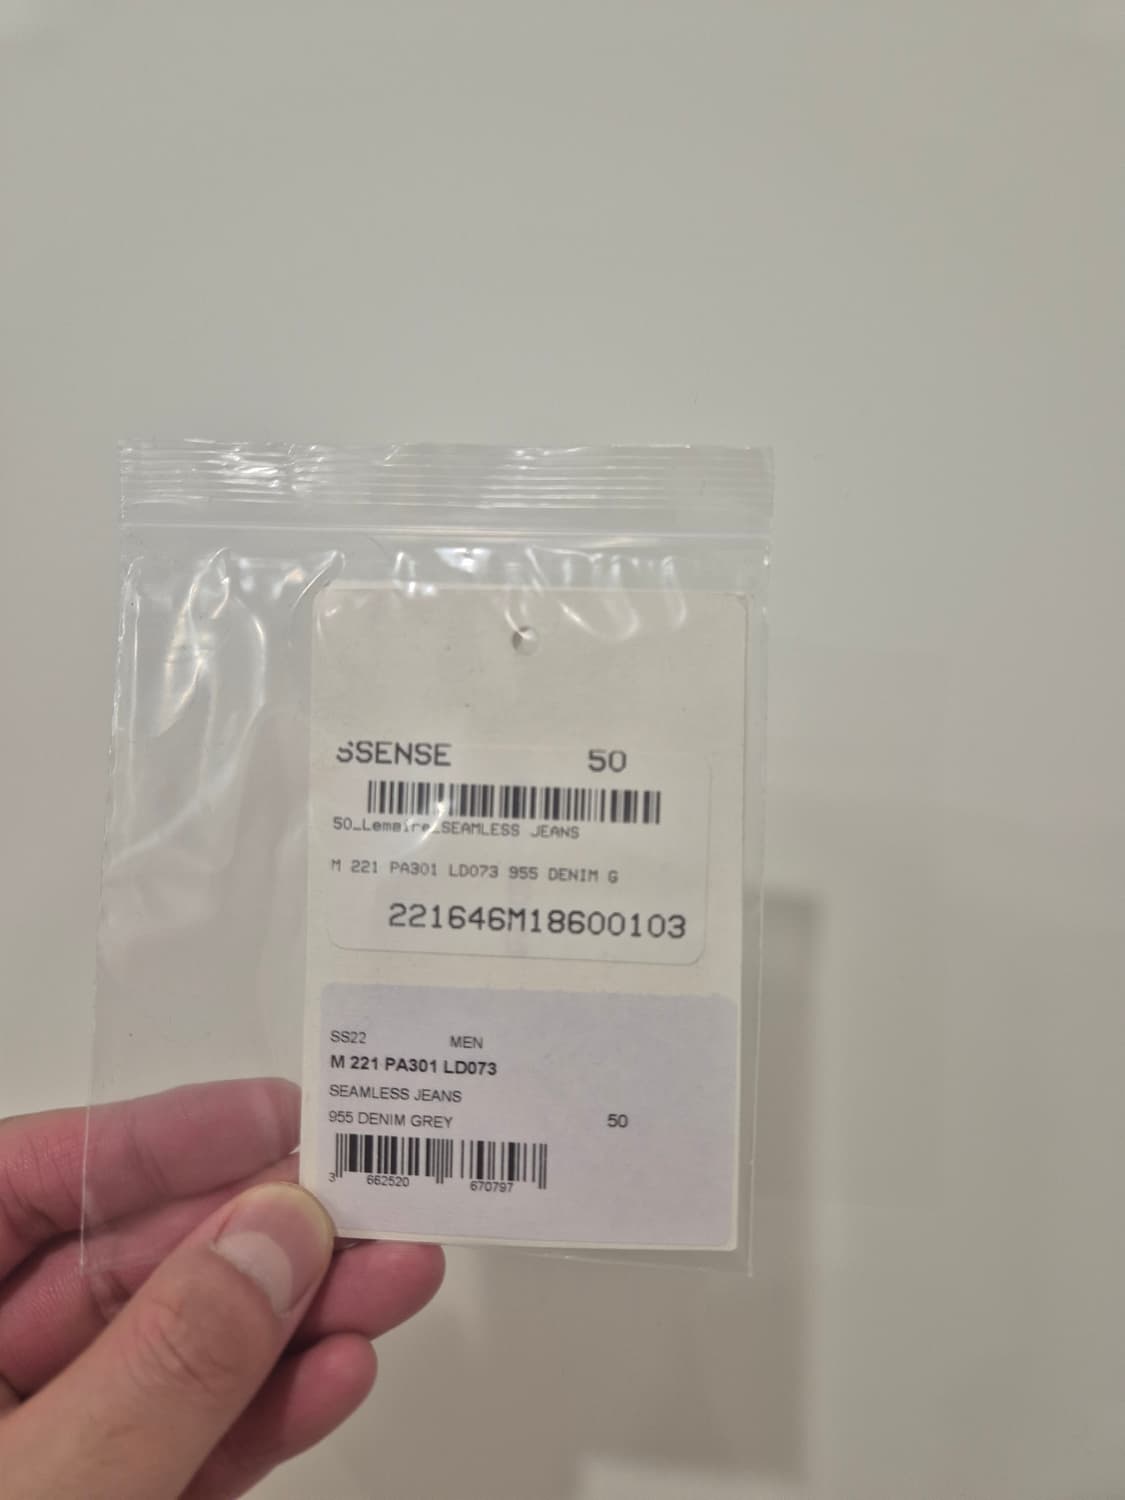 SSENSE 50
50_Lemaire_SEAMLESS JEANS
M 221 PA301 LD073 955 DENIM G
221646M18600103
SS22 MEN
M 221 PA301 LD073
SEAMLESS JEANS
955 DENIM GREY 50
3 662520 670797